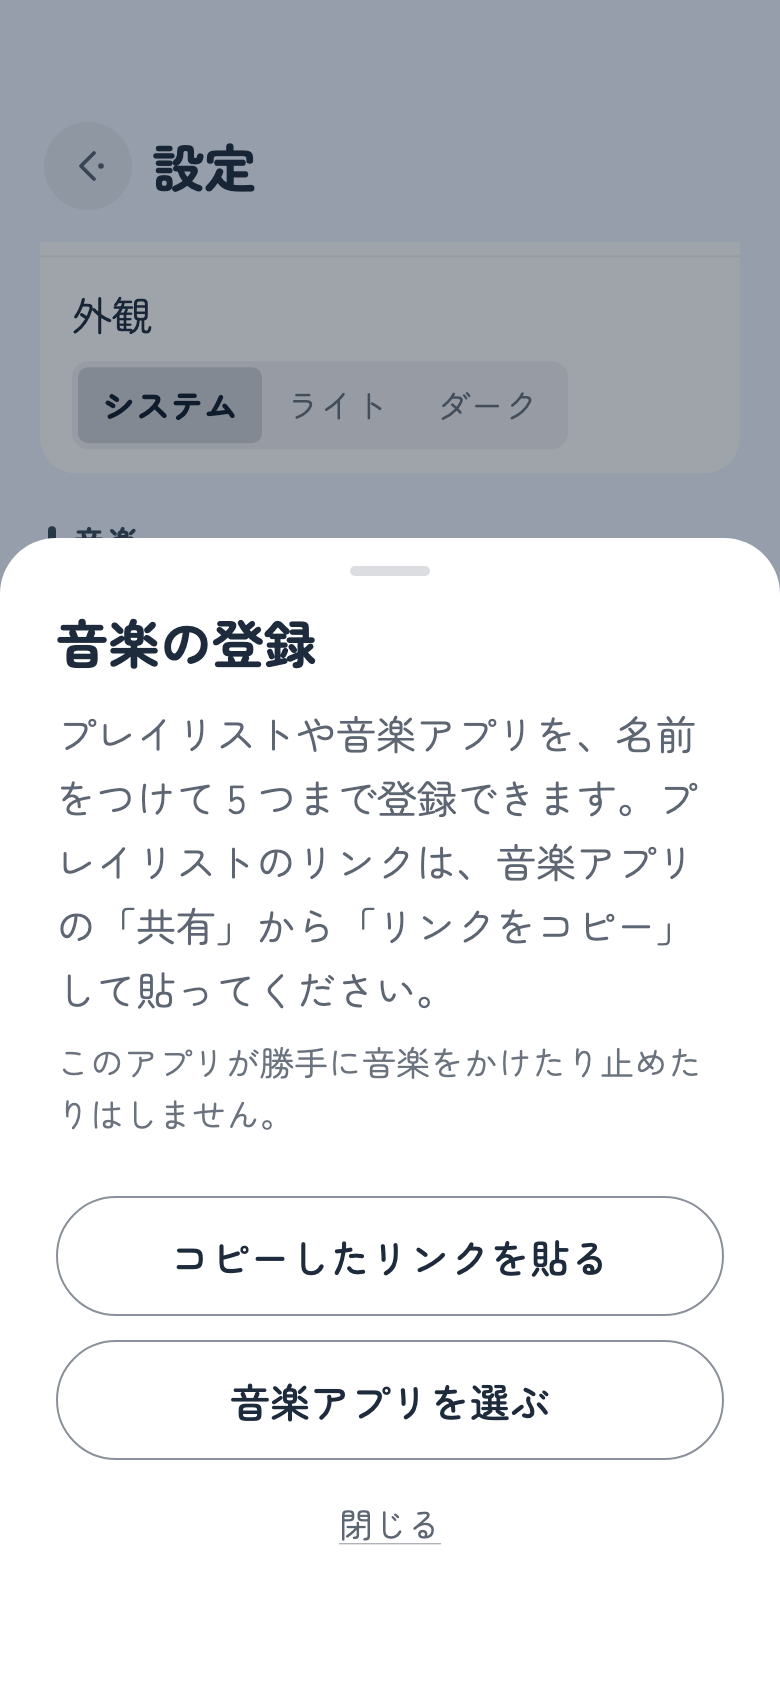 設定
外観
システム
ライト
ダーク
音楽
音楽の登録
プレイリストや音楽アプリを、名前
をつけて 5 つまで登録できます。プ
レイリストのリンクは、音楽アプリ
の「共有」から「リンクをコピー」
して貼ってください。
このアプリが勝手に音楽をかけたり止めた
りはしません。
コピーしたリンクを貼る
音楽アプリを選ぶ
閉じる